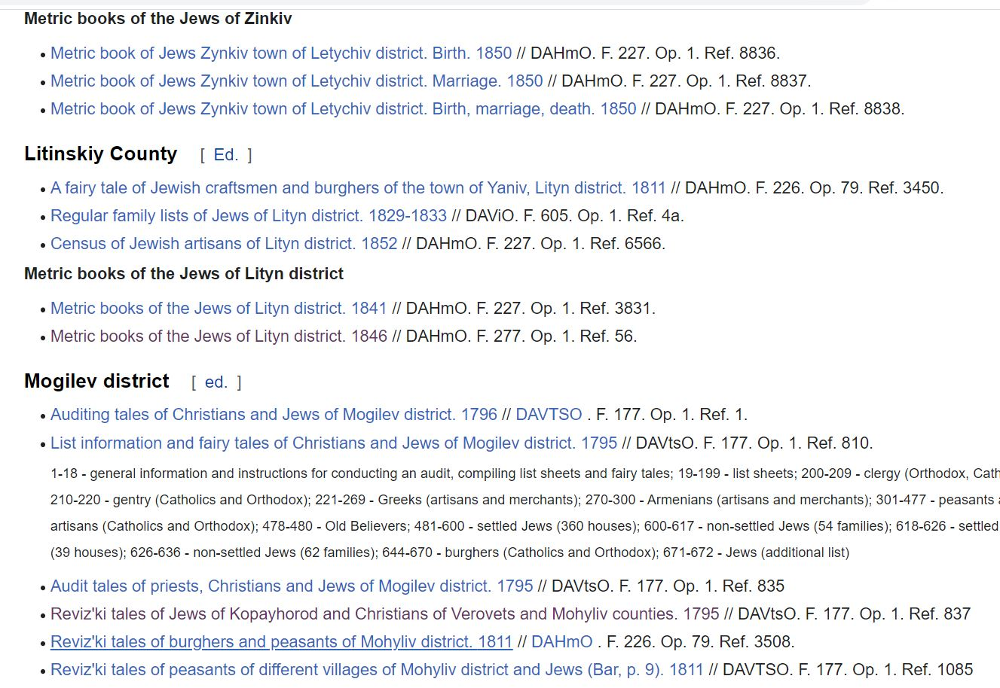 Metric books of the Jews of Zinkiv
• Metric book of Jews Zynkiv town of Letychiv district. Birth. 1850 // DAHmO. F. 227. Op. 1. Ref. 8836.
• Metric book of Jews Zynkiv town of Letychiv district. Marriage. 1850 // DAHmO. F. 227. Op. 1. Ref. 8837.
• Metric book of Jews Zynkiv town of Letychiv district. Birth, marriage, death. 1850 // DAHmO. F. 227. Op. 1. Ref. 8838.
Litinskiy County [ Ed. ]
• A fairy tale of Jewish craftsmen and burghers of the town of Yaniv, Lityn district. 1811 // DAHmO. F. 226. Op. 79. Ref. 3450.
• Regular family lists of Jews of Lityn district. 1829-1833 // DAViO. F. 605. Op. 1. Ref. 4a.
• Census of Jewish artisans of Lityn district. 1852 // DAHmO. F. 227. Op. 1. Ref. 6566.
Metric books of the Jews of Lityn district
• Metric books of the Jews of Lityn district. 1841 // DAHmO. F. 227. Op. 1. Ref. 3831.
• Metric books of the Jews of Lityn district. 1846 // DAHmO. F. 277. Op. 1. Ref. 56.
Mogilev district [ ed. ]
• Auditing tales of Christians and Jews of Mogilev district. 1796 // DAVTSO . F. 177. Op. 1. Ref. 1.
• List information and fairy tales of Christians and Jews of Mogilev district. 1795 // DAVtsO. F. 177. Op. 1. Ref. 810.
1-18 - general information and instructions for conducting an audit, compiling list sheets and fairy tales; 19-199 - list sheets; 200-209 - clergy (Orthodox, Cath
210-220 - gentry (Catholics and Orthodox); 221-269 - Greeks (artisans and merchants); 270-300 - Armenians (artisans and merchants); 301-477 - peasants
artisans (Catholics and Orthodox); 478-480 - Old Believers; 481-600 - settled Jews (360 houses); 600-617 - non-settled Jews (54 families); 618-626 - settled
(39 houses); 626-636 - non-settled Jews (62 families); 644-670 - burghers (Catholics and Orthodox); 671-672 - Jews (additional list)
• Audit tales of priests, Christians and Jews of Mogilev district. 1795 // DAVtsO. F. 177. Op. 1. Ref. 835
• Reviz'ki tales of Jews of Kopayhorod and Christians of Verovets and Mohyliv counties. 1795 // DAVtsO. F. 177. Op. 1. Ref. 837
• Reviz'ki tales of burghers and peasants of Mohyliv district. 1811 // DAHmO . F. 226. Op. 79. Ref. 3508.
• Reviz'ki tales of peasants of different villages of Mohyliv district and Jews (Bar, p. 9). 1811 // DAVTSO. F. 177. Op. 1. Ref. 1085